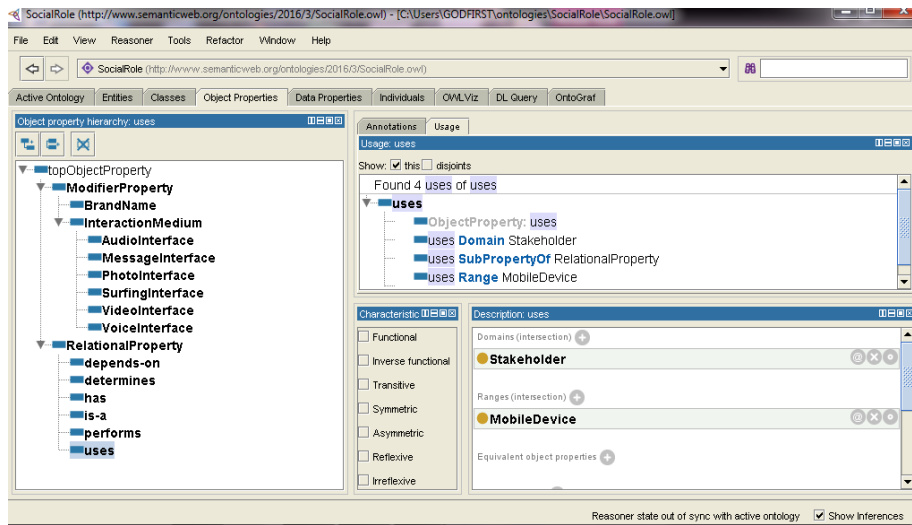 SocialRole (http://www.semanticweb.org/ontologies/2016/3/SocialRole.owl) - [C:\Users\GODFIRST\ontologies\SocialRole\SocialRole.owl]
File Edit View Reasoner Tools Refactor Window Help
SocialRole (http://www.semanticweb.org/ontologies/2016/3/SocialRole.owl)
Active Ontology Entities Classes Object Properties Data Properties Individuals OWLViz DL Query OntoGraf
Object property hierarchy: uses
topObjectProperty
ModifierProperty
BrandName
InteractionMedium
AudioInterface
MessageInterface
PhotoInterface
SurfingInterface
VideoInterface
VoiceInterface
RelationalProperty
depends-on
determines
has
is-a
performs
uses
Annotations Usage
Usage: uses
Show: this disjoints
Found 4 uses of uses
uses
ObjectProperty: uses
uses Domain Stakeholder
uses SubPropertyOf RelationalProperty
uses Range MobileDevice
Characteristic
Functional
Inverse functional
Transitive
Symmetric
Asymmetric
Reflexive
Irreflexive
Description: uses
Domains (intersection)
Stakeholder
Ranges (intersection)
MobileDevice
Equivalent object properties
Reasoner state out of sync with active ontology Show Inferences